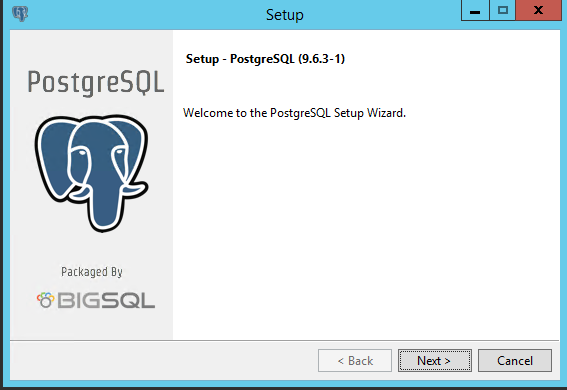 Setup
PostgreSQL
Setup - PostgreSQL (9.6.3-1)
Welcome to the PostgreSQL Setup Wizard.
Packaged By
BIGSQL
< Back
Next >
Cancel